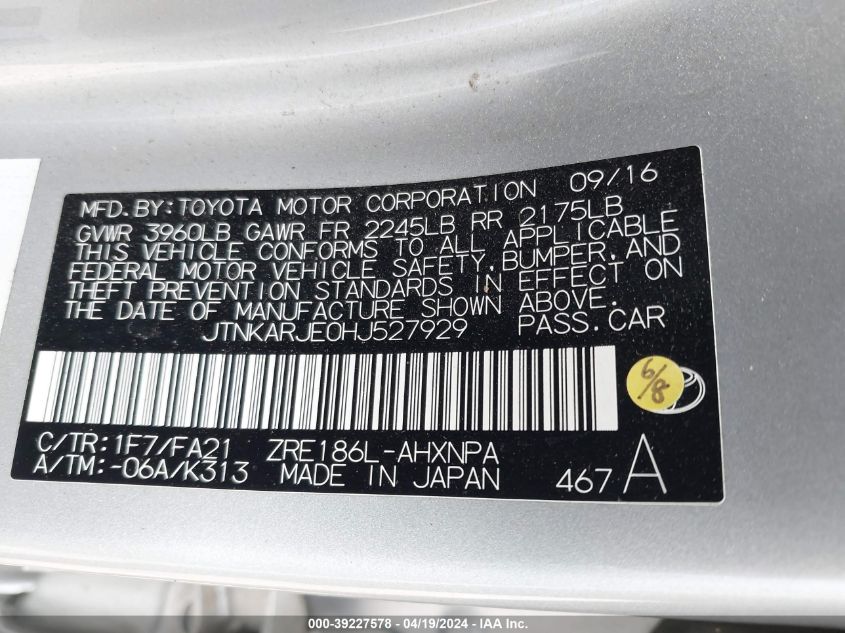 MFD.BY:TOYOTA MOTOR CORPORATION 09/16
GVWR 3960LB GAWR FR 2245LB RR 2175LB
THIS VEHICLE CONFORMS TO ALL APPLICABLE
FEDERAL MOTOR VEHICLE SAFETY,BUMPER,AND
THEFT PREVENTION STANDARDS IN EFFECT ON
THE DATE OF MANUFACTURE SHOWN ABOVE.
JTNKARJE0HJ527929 PASS.CAR
6/8
C/TR:1F7/FA21 ZRE186L-AHXNPA
A/TM:-06A/K313 MADE IN JAPAN 467 A
000-39227578 - 04/19/2024 - IAA, Inc.